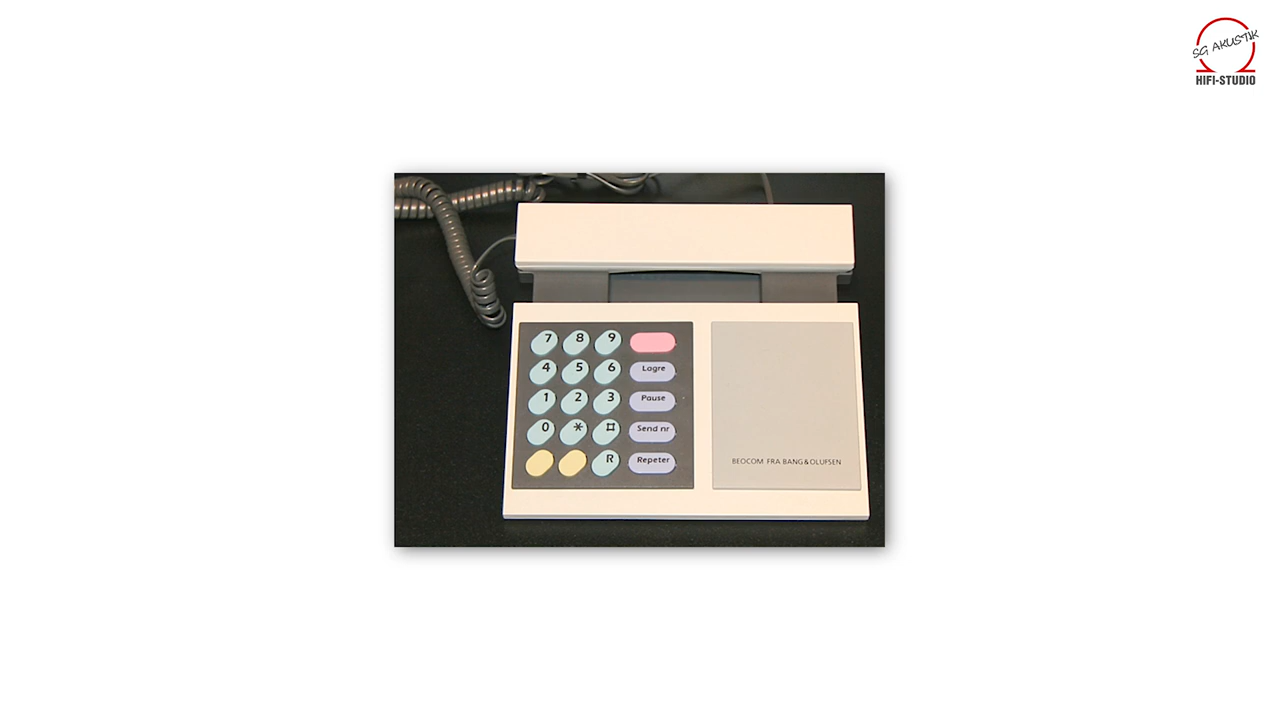 SG AKUSTIK
HIFI-STUDIO
7 8 9
4 5 6 Lagre
1 2 3 Pause
0 * # Send nr
R Repeter
BEOCOM FRA BANG & OLUFSEN